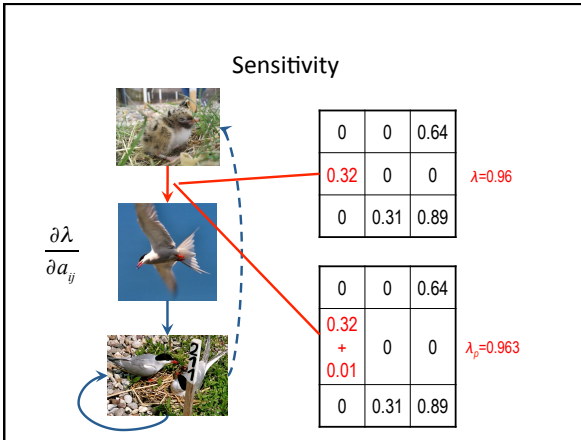 Sensitivity
0 0 0.64
0.32 0 0
0 0.31 0.89
λ=0.96
∂λ
∂a_ij
0 0 0.64
0.32
+
0.01
0 0
0 0.31 0.89
λp=0.963